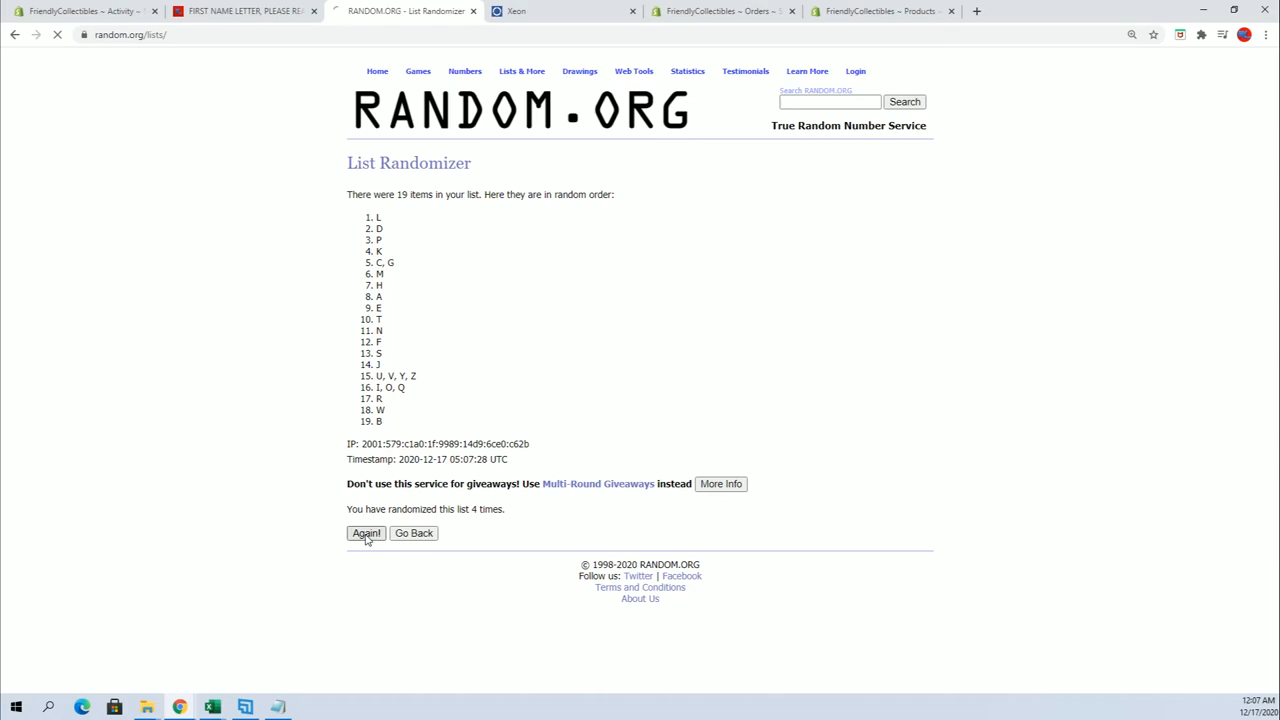 FriendlyCollectibles ~ Activity ~
FIRST NAME LETTER, PLEASE REA
RANDOM.ORG - List Randomizer
Xeon
FriendlyCollectibles ~ Orders ~ S
FriendlyCollectibles ~ Products ~
random.org/lists/
Home Games Numbers Lists & More Drawings Web Tools Statistics Testimonials Learn More Login
RANDOM.ORG
Search RANDOM.ORG
Search
True Random Number Service
List Randomizer
There were 19 items in your list. Here they are in random order:
1. L
2. D
3. P
4. K
5. C, G
6. M
7. H
8. A
9. E
10. T
11. N
12. F
13. S
14. J
15. U, V, Y, Z
16. I, O, Q
17. R
18. W
19. B
IP: 2001:579:c1a0:1f:9989:14d9:6ce0:c62b
Timestamp: 2020-12-17 05:07:28 UTC
Don't use this service for giveaways! Use Multi-Round Giveaways instead More Info
You have randomized this list 4 times.
Again! Go Back
© 1998-2020 RANDOM.ORG
Follow us: Twitter | Facebook
Terms and Conditions
About Us
12:07 AM
12/17/2020